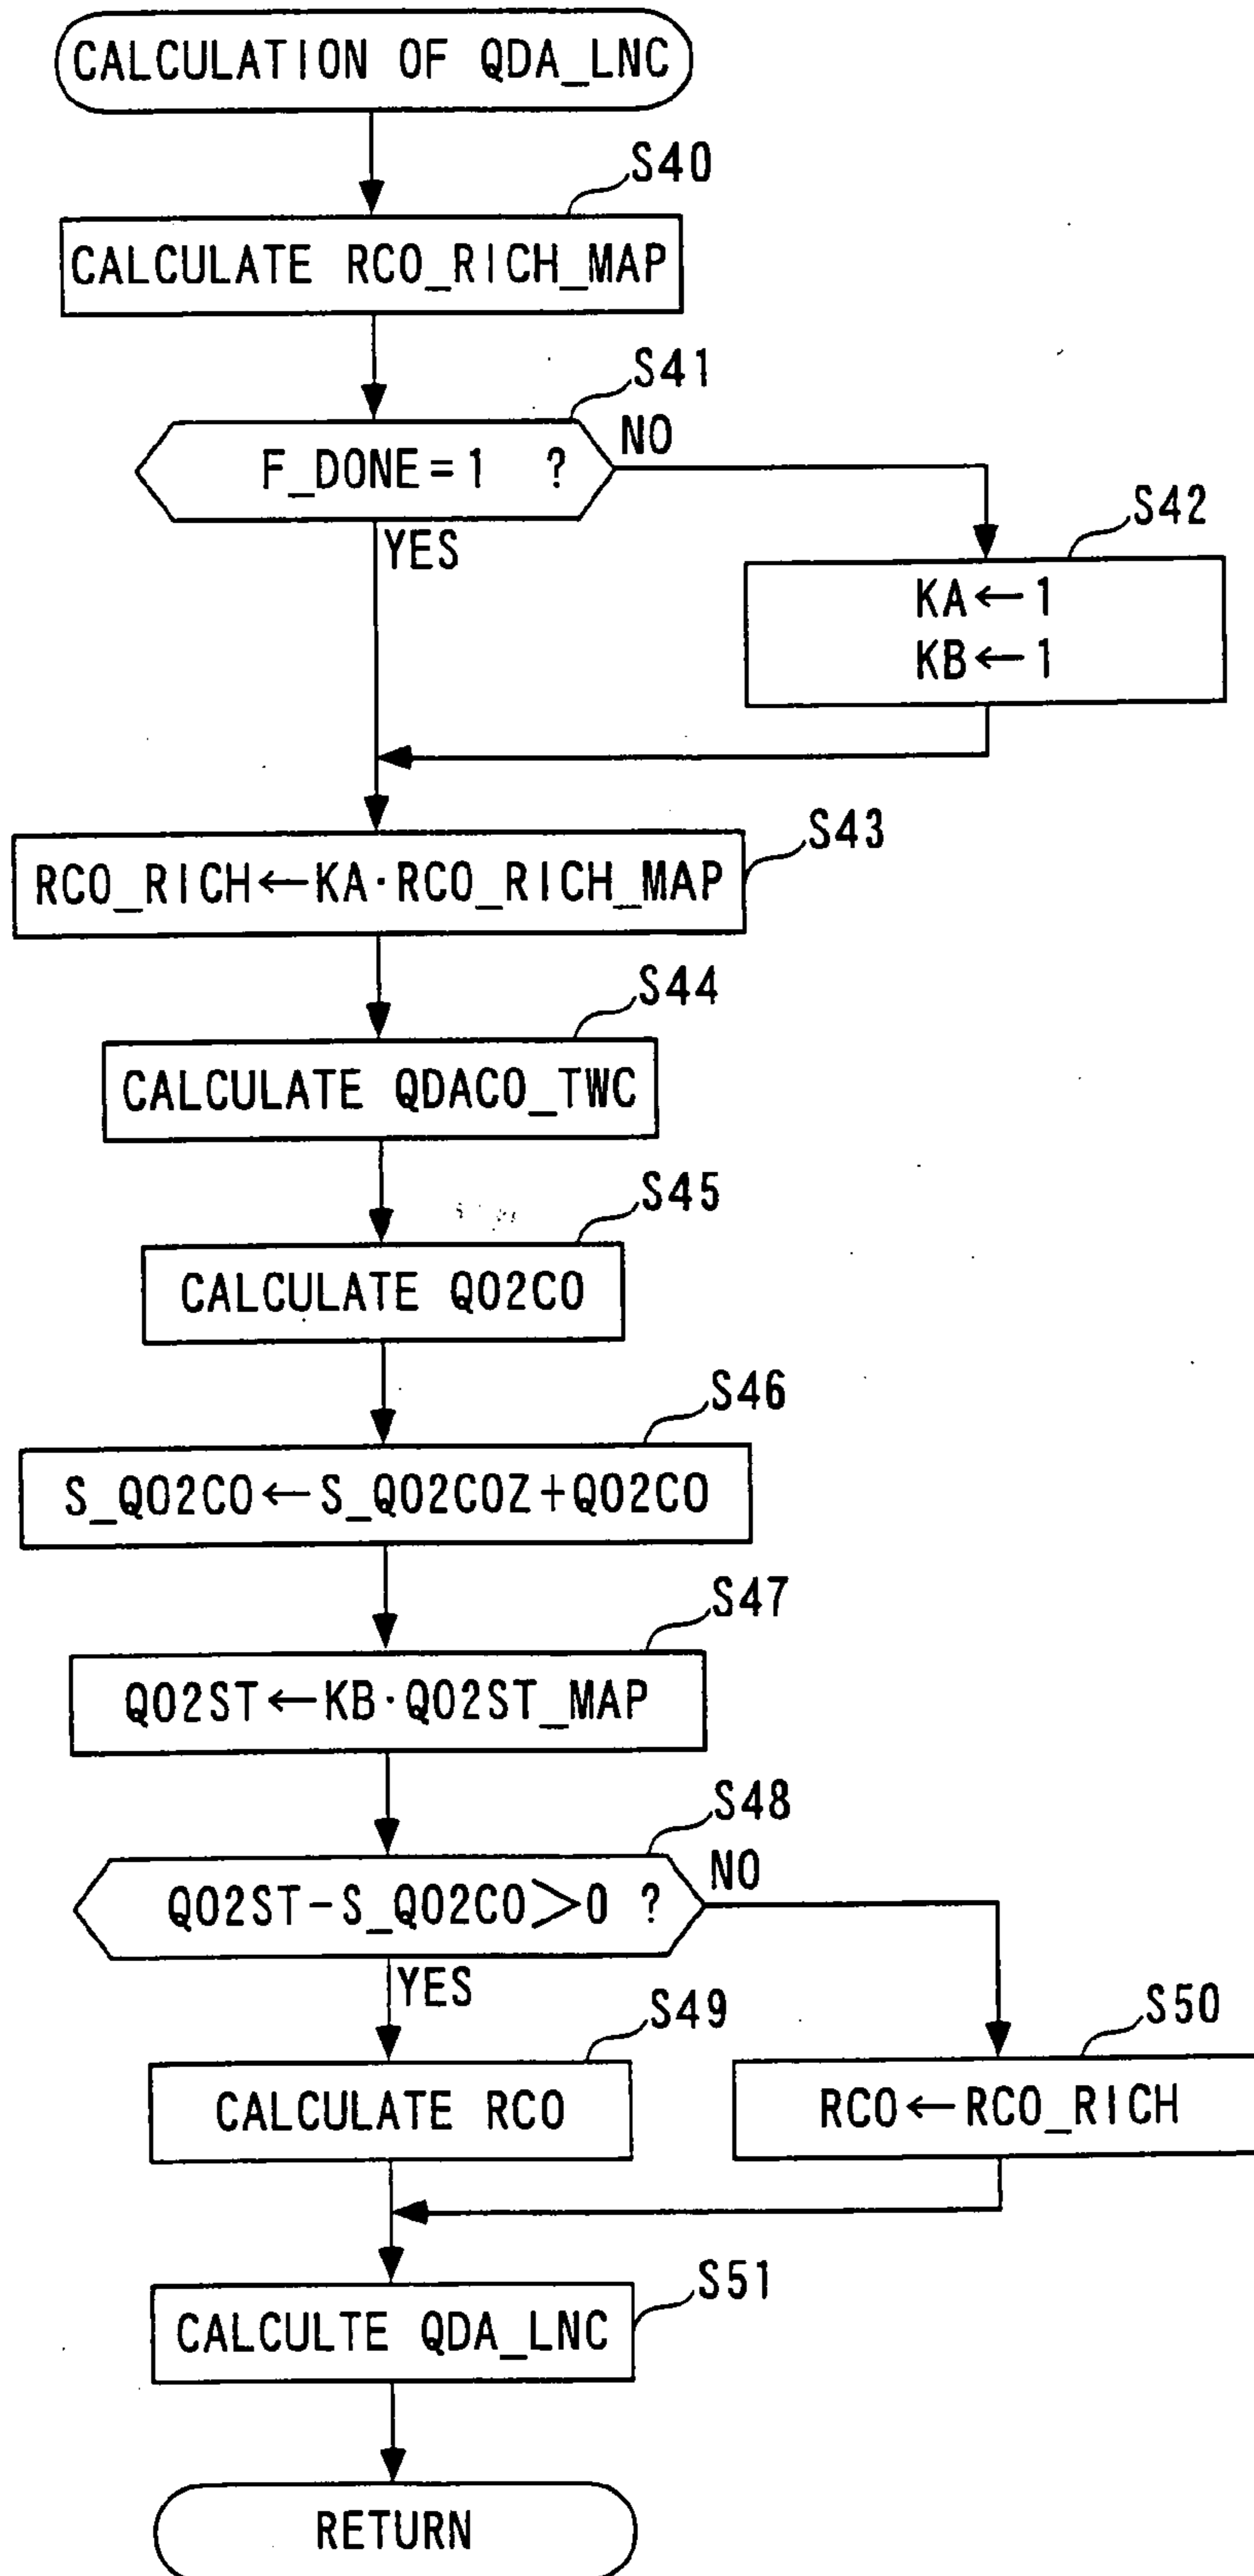 CALCULATION OF QDA_LNC
S40
CALCULATE RCO_RICH_MAP
S41
F_DONE=1 ?
NO
YES
S42
KA←1
KB←1
S43
RCO_RICH←KA·RCO_RICH_MAP
S44
CALCULATE QDACO_TWC
S45
CALCULATE QO2CO
S46
S_QO2CO←S_QO2COZ+QO2CO
S47
QO2ST←KB·QO2ST_MAP
S48
QO2ST-S_QO2CO>0 ?
NO
YES
S49
CALCULATE RCO
S50
RCO←RCO_RICH
S51
CALCULTE QDA_LNC
RETURN